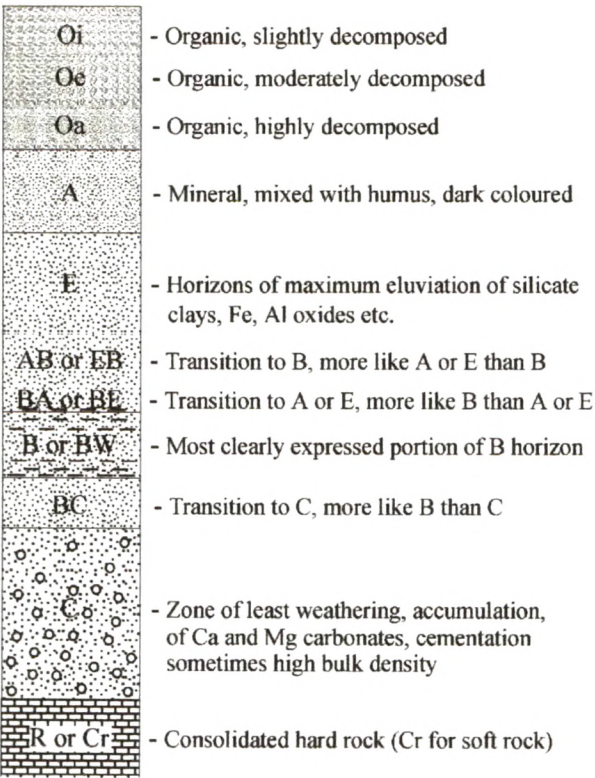 Oi - Organic, slightly decomposed
Oe - Organic, moderately decomposed
Oa - Organic, highly decomposed
A - Mineral, mixed with humus, dark coloured
E - Horizons of maximum eluviation of silicate
clays, Fe, Al oxides etc.
AB or EB - Transition to B, more like A or E than B
BA or BE - Transition to A or E, more like B than A or E
B or BW - Most clearly expressed portion of B horizon
BC - Transition to C, more like B than C
C - Zone of least weathering, accumulation,
of Ca and Mg carbonates, cementation
sometimes high bulk density
R or Cr - Consolidated hard rock (Cr for soft rock)